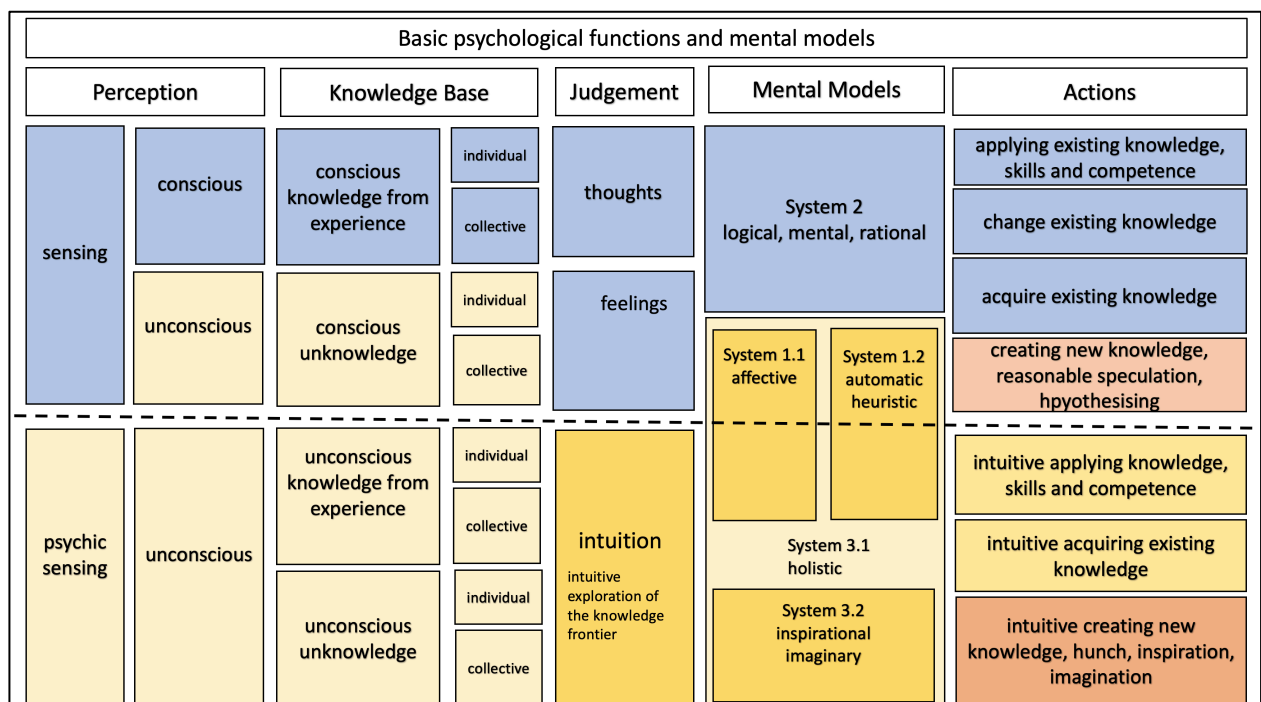 Basic psychological functions and mental models
Perception
Knowledge Base
Judgement
Mental Models
Actions
sensing
conscious
unconscious
conscious
knowledge from
experience
individual
collective
conscious
unknowledge
individual
collective
thoughts
feelings
System 2
logical, mental, rational
System 1.1
affective
System 1.2
automatic
heuristic
applying existing knowledge,
skills and competence
change existing knowledge
acquire existing knowledge
creating new knowledge,
reasonable speculation,
hpyothesising
psychic
sensing
unconscious
unconscious
knowledge from
experience
individual
collective
unconscious
unknowledge
individual
collective
intuition
intuitive
exploration of
the knowledge
frontier
System 3.1
holistic
System 3.2
inspirational
imaginary
intuitive applying knowledge,
skills and competence
intuitive acquiring existing
knowledge
intuitive creating new
knowledge, hunch, inspiration,
imagination